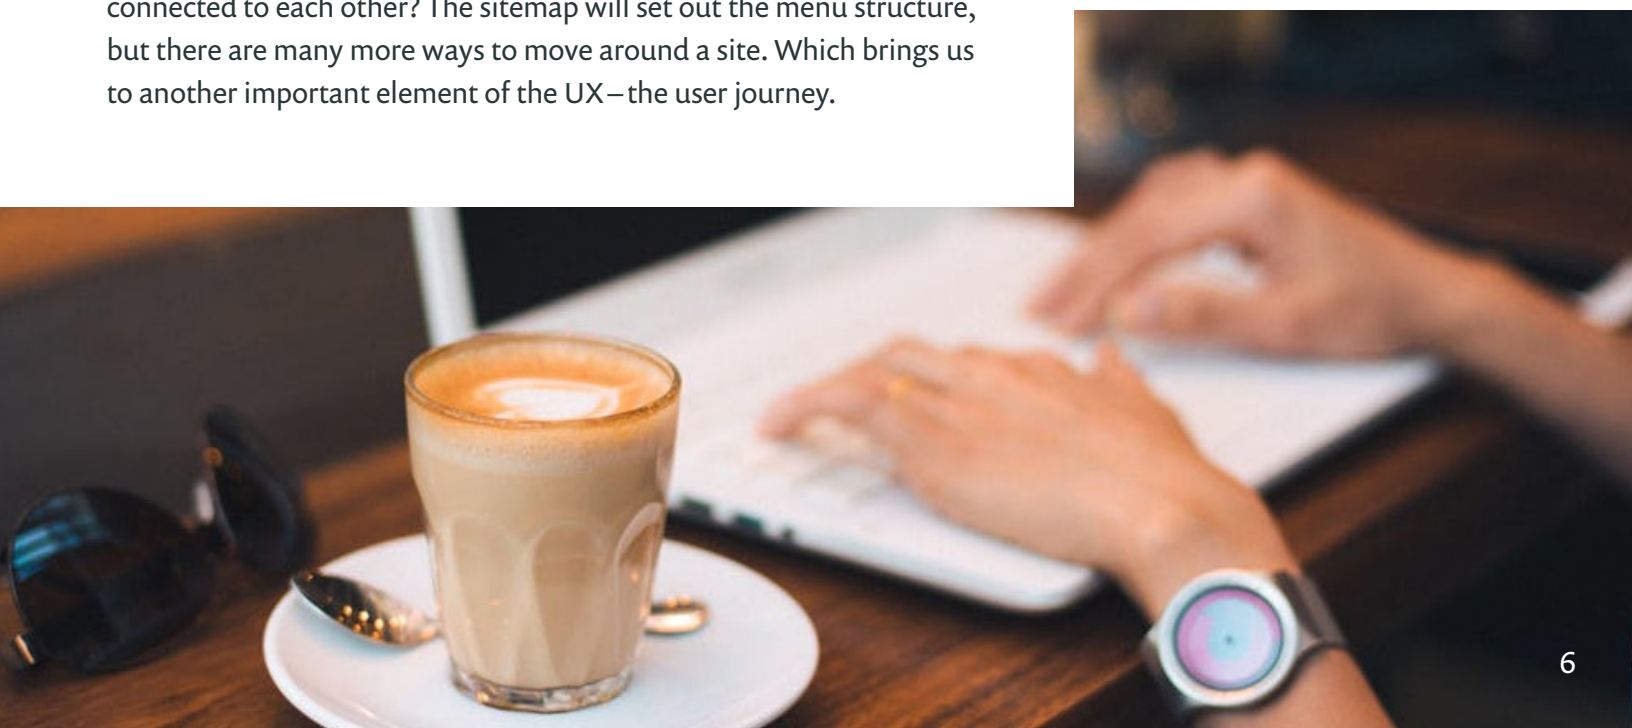 connected to each other? The sitemap will set out the menu structure,
but there are many more ways to move around a site. Which brings us
to another important element of the UX – the user journey.
6